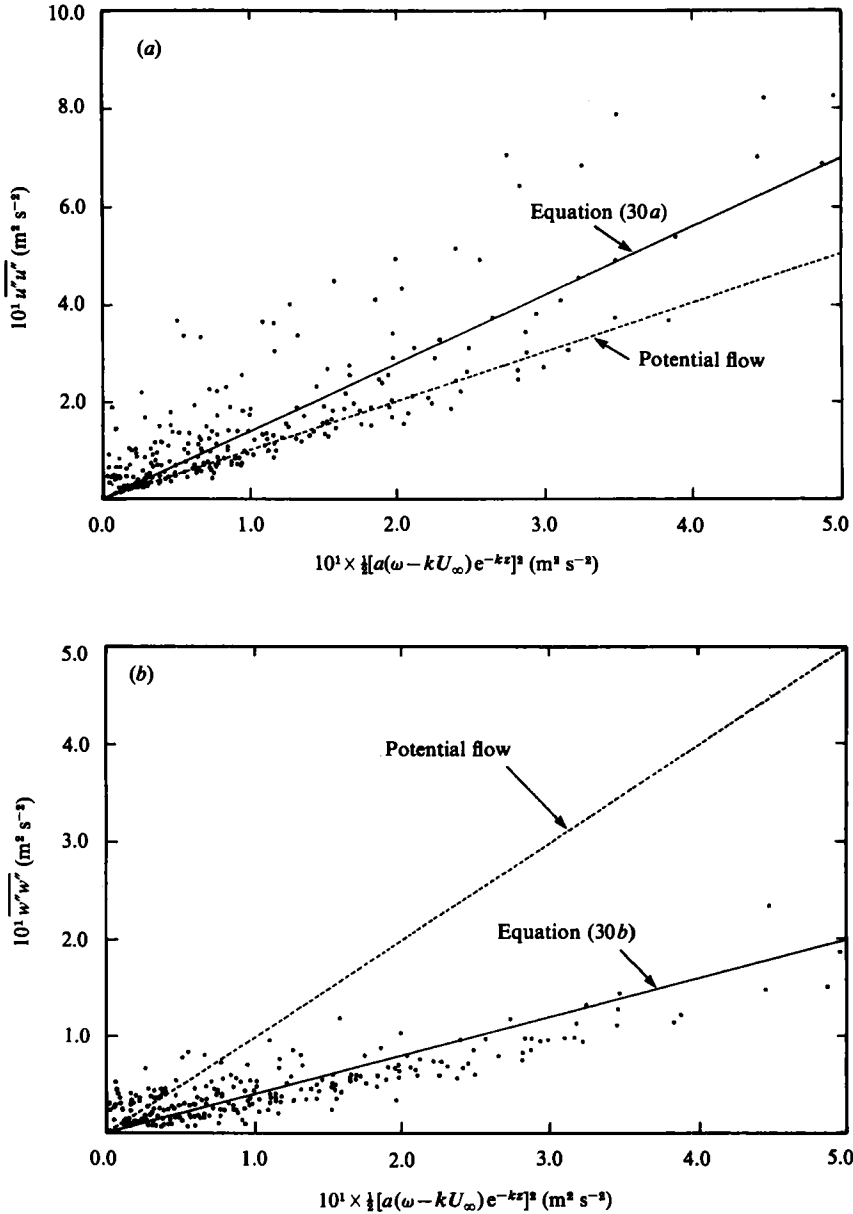 (a)
10.0
8.0
6.0
4.0
2.0
0.0 1.0 2.0 3.0 4.0 5.0
10¹ u″u″ (m² s⁻²)
Equation (30a)
Potential flow
10¹ × ½[a(ω−kU∞) e⁻ᵏᶻ]² (m² s⁻²)
(b)
5.0
4.0
3.0
2.0
1.0
0.0 1.0 2.0 3.0 4.0 5.0
10¹ w″w″ (m² s⁻²)
Potential flow
Equation (30b)
10¹ × ½[a(ω−kU∞) e⁻ᵏᶻ]² (m² s⁻²)